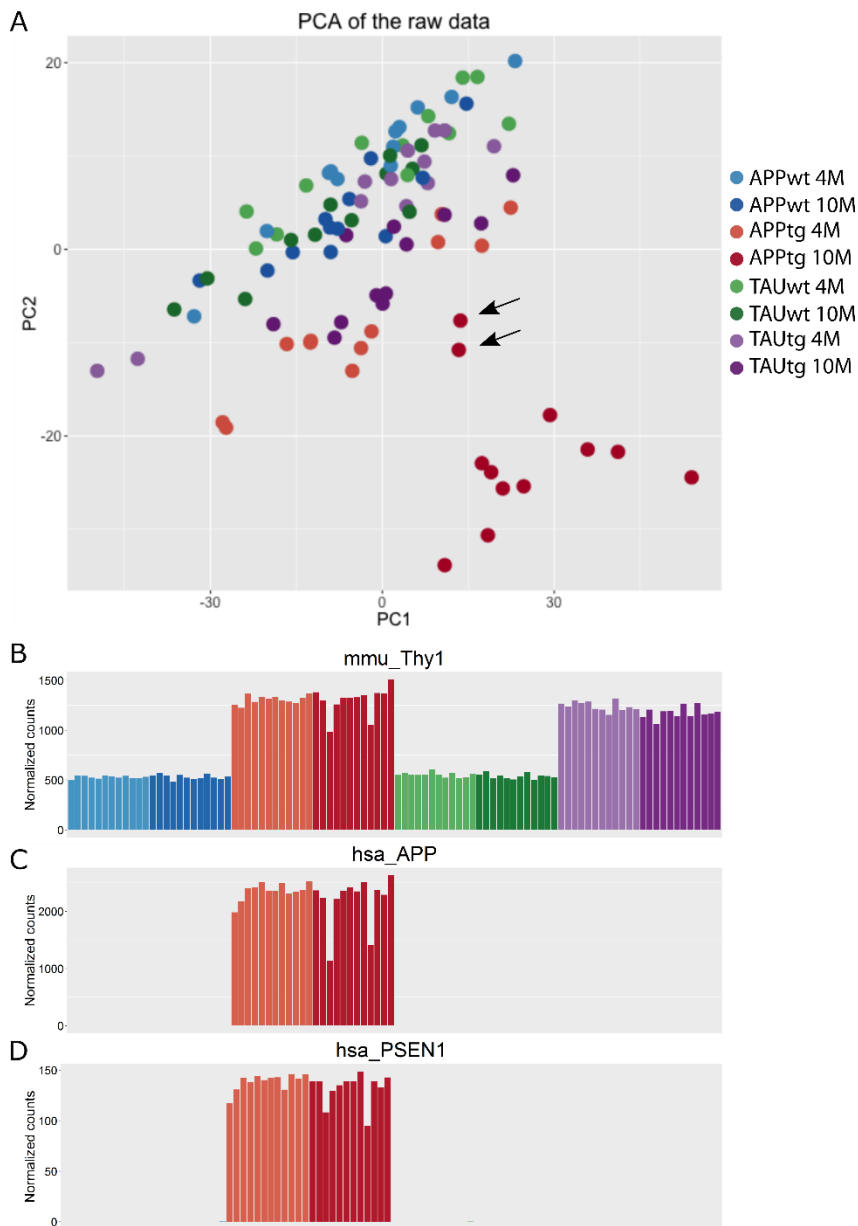 A
PCA of the raw data
20
0
-20
PC2
-30
0
30
PC1
APPwt 4M
APPwt 10M
APPtg 4M
APPtg 10M
TAUwt 4M
TAUwt 10M
TAUtg 4M
TAUtg 10M
B
mmu_Thy1
Normalized counts
1500
1000
500
0
C
hsa_APP
Normalized counts
2000
1000
0
D
hsa_PSEN1
Normalized counts
150
100
50
0